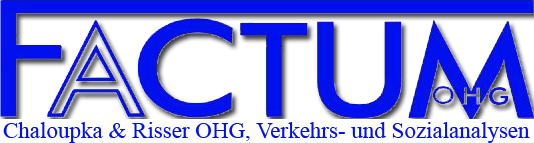 FACTUM
OHG
Chaloupka & Risser OHG, Verkehrs- und Sozialanalysen